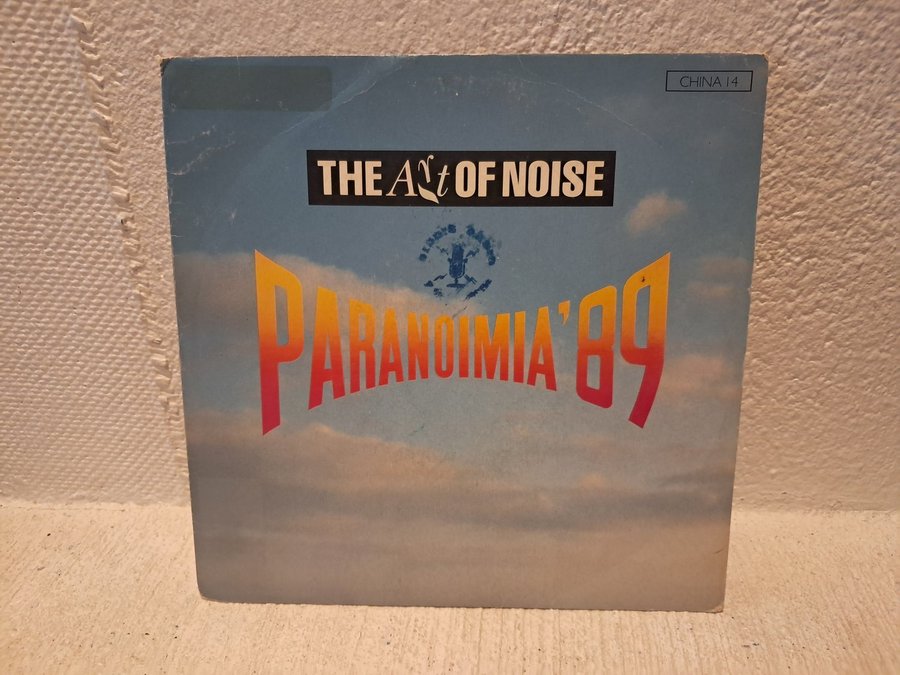 CHINA 14
THE Art OF NOISE
PARANOIMIA '89